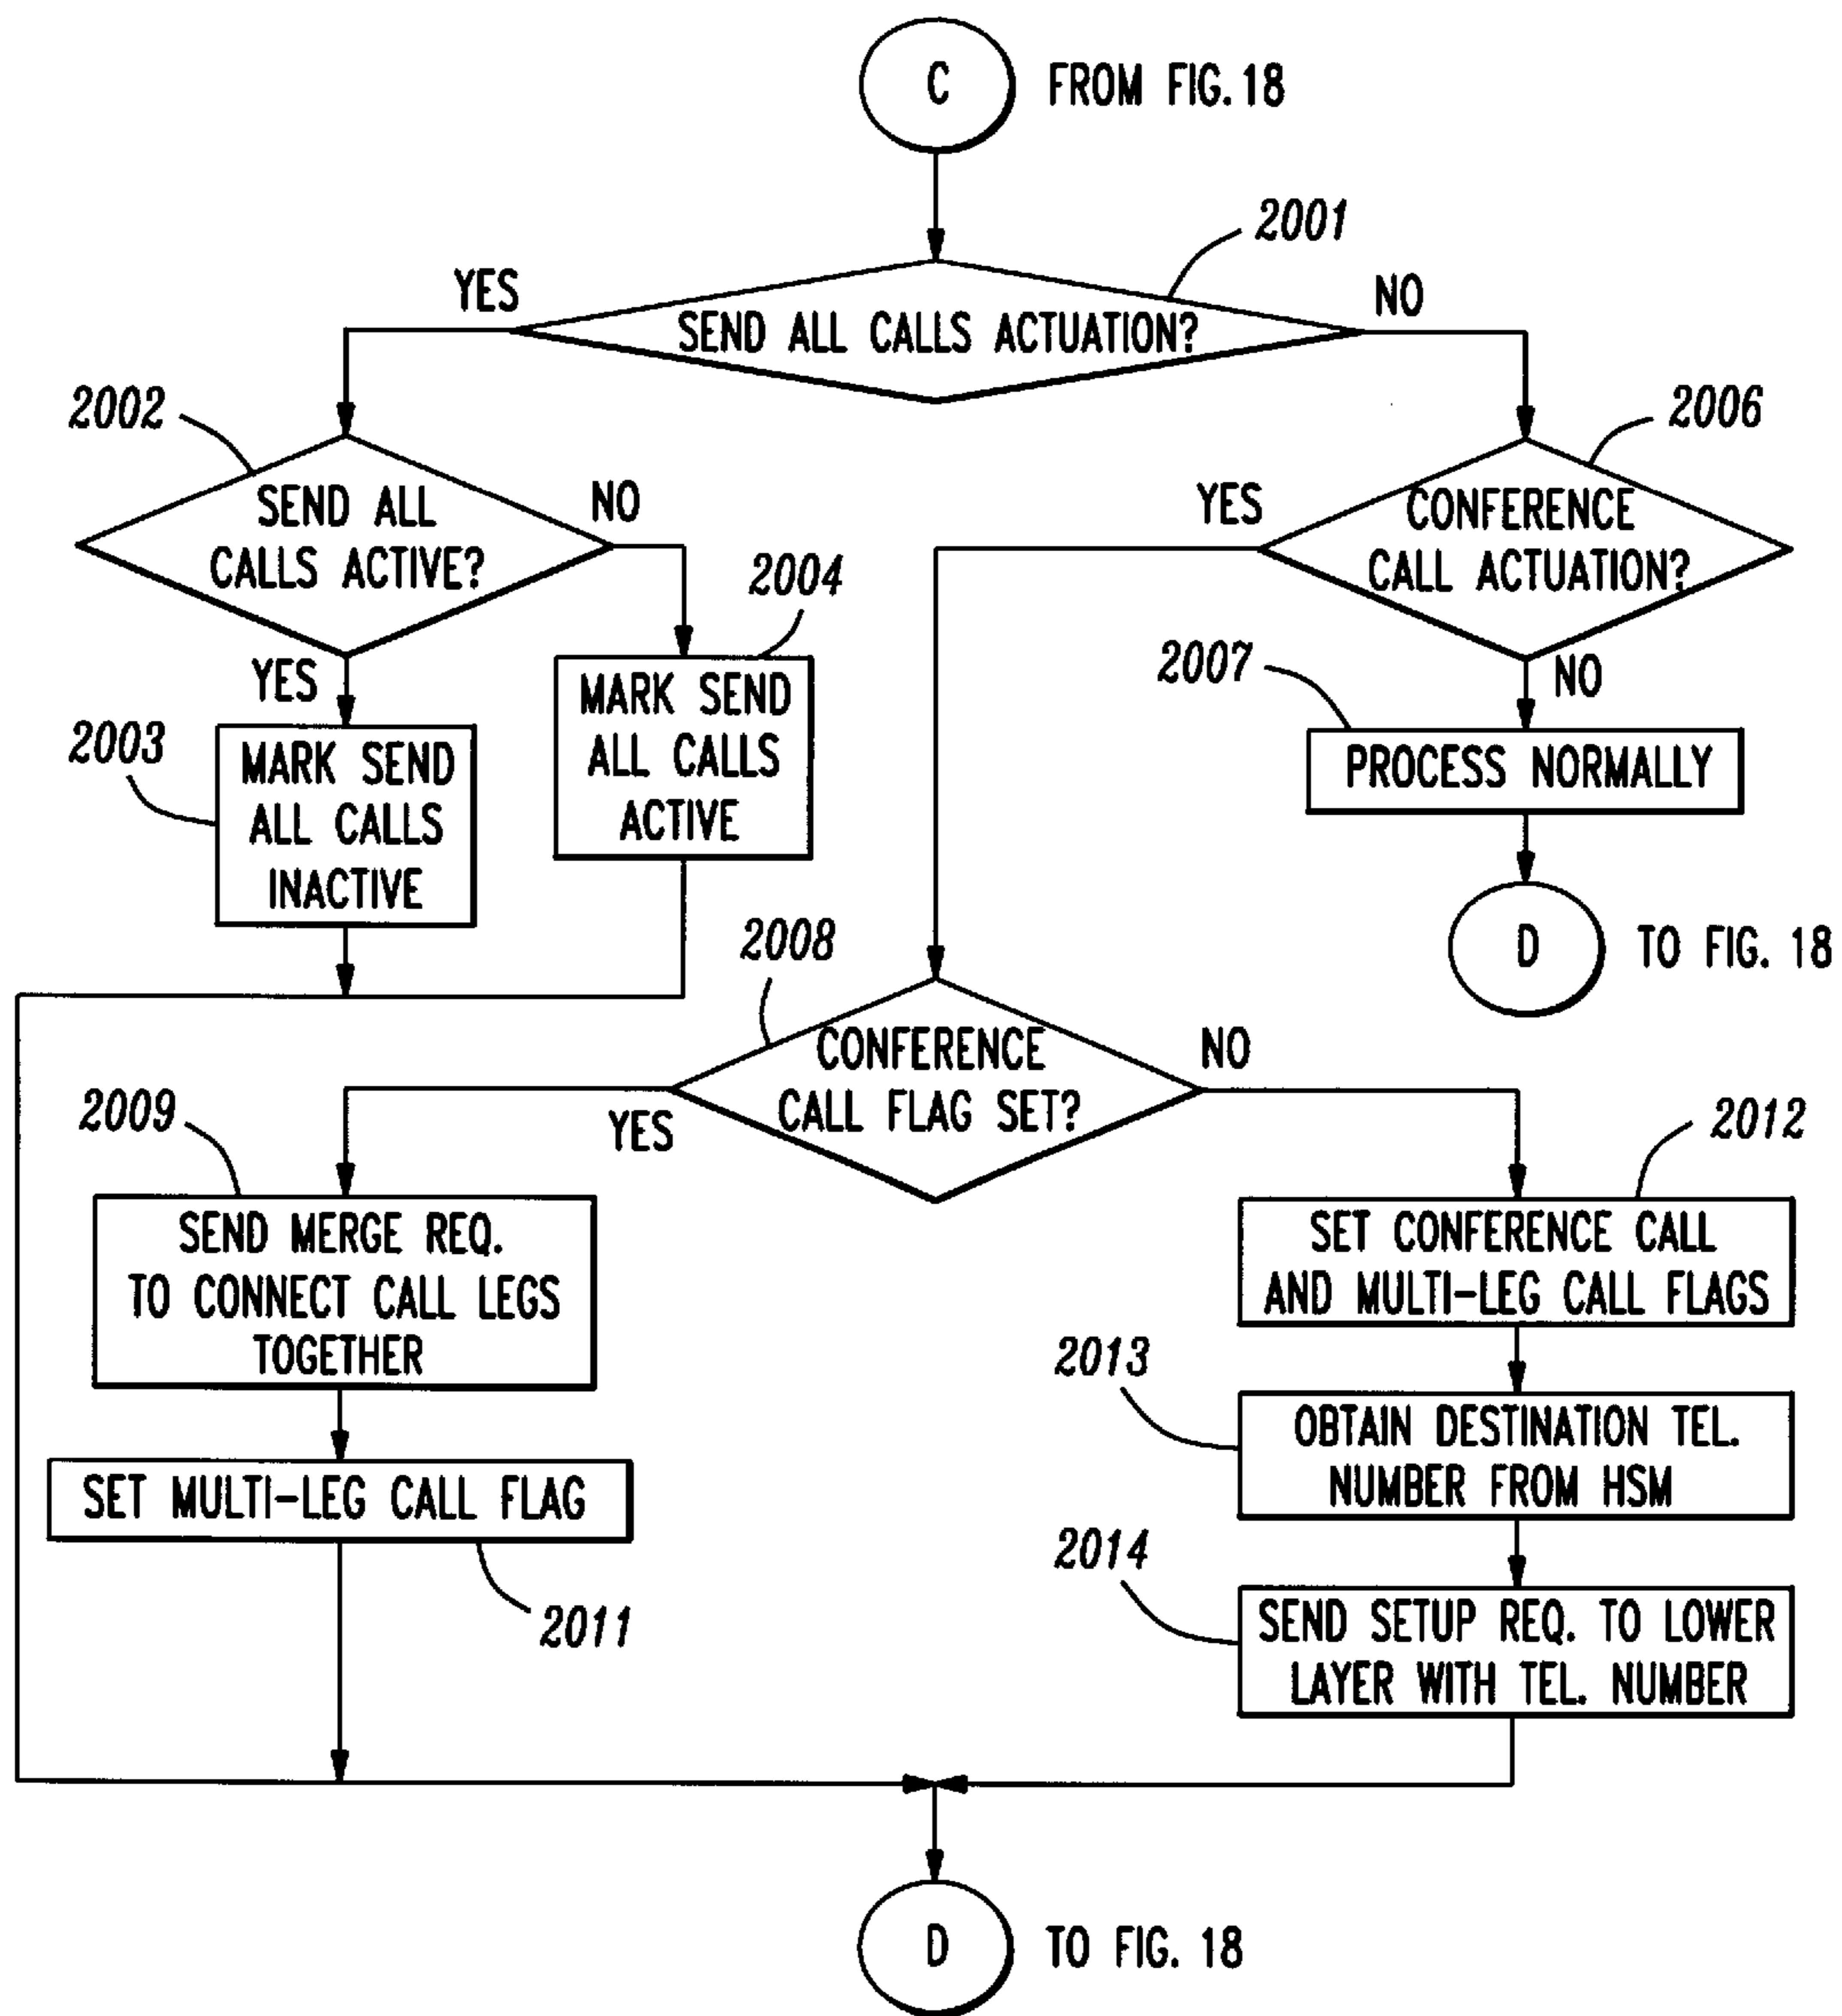 C FROM FIG.18
2001
YES
NO
SEND ALL CALLS ACTUATION?
2002
2006
SEND ALL
CALLS ACTIVE?
NO
YES
CONFERENCE
CALL ACTUATION?
2004
YES
2007
NO
MARK SEND
ALL CALLS
ACTIVE
2003
MARK SEND
ALL CALLS
INACTIVE
PROCESS NORMALLY
D TO FIG. 18
2008
CONFERENCE
CALL FLAG SET?
NO
YES
2009
2012
SEND MERGE REQ.
TO CONNECT CALL LEGS
TOGETHER
SET CONFERENCE CALL
AND MULTI-LEG CALL FLAGS
2013
OBTAIN DESTINATION TEL.
NUMBER FROM HSM
SET MULTI-LEG CALL FLAG
2014
2011
SEND SETUP REQ. TO LOWER
LAYER WITH TEL. NUMBER
D TO FIG. 18